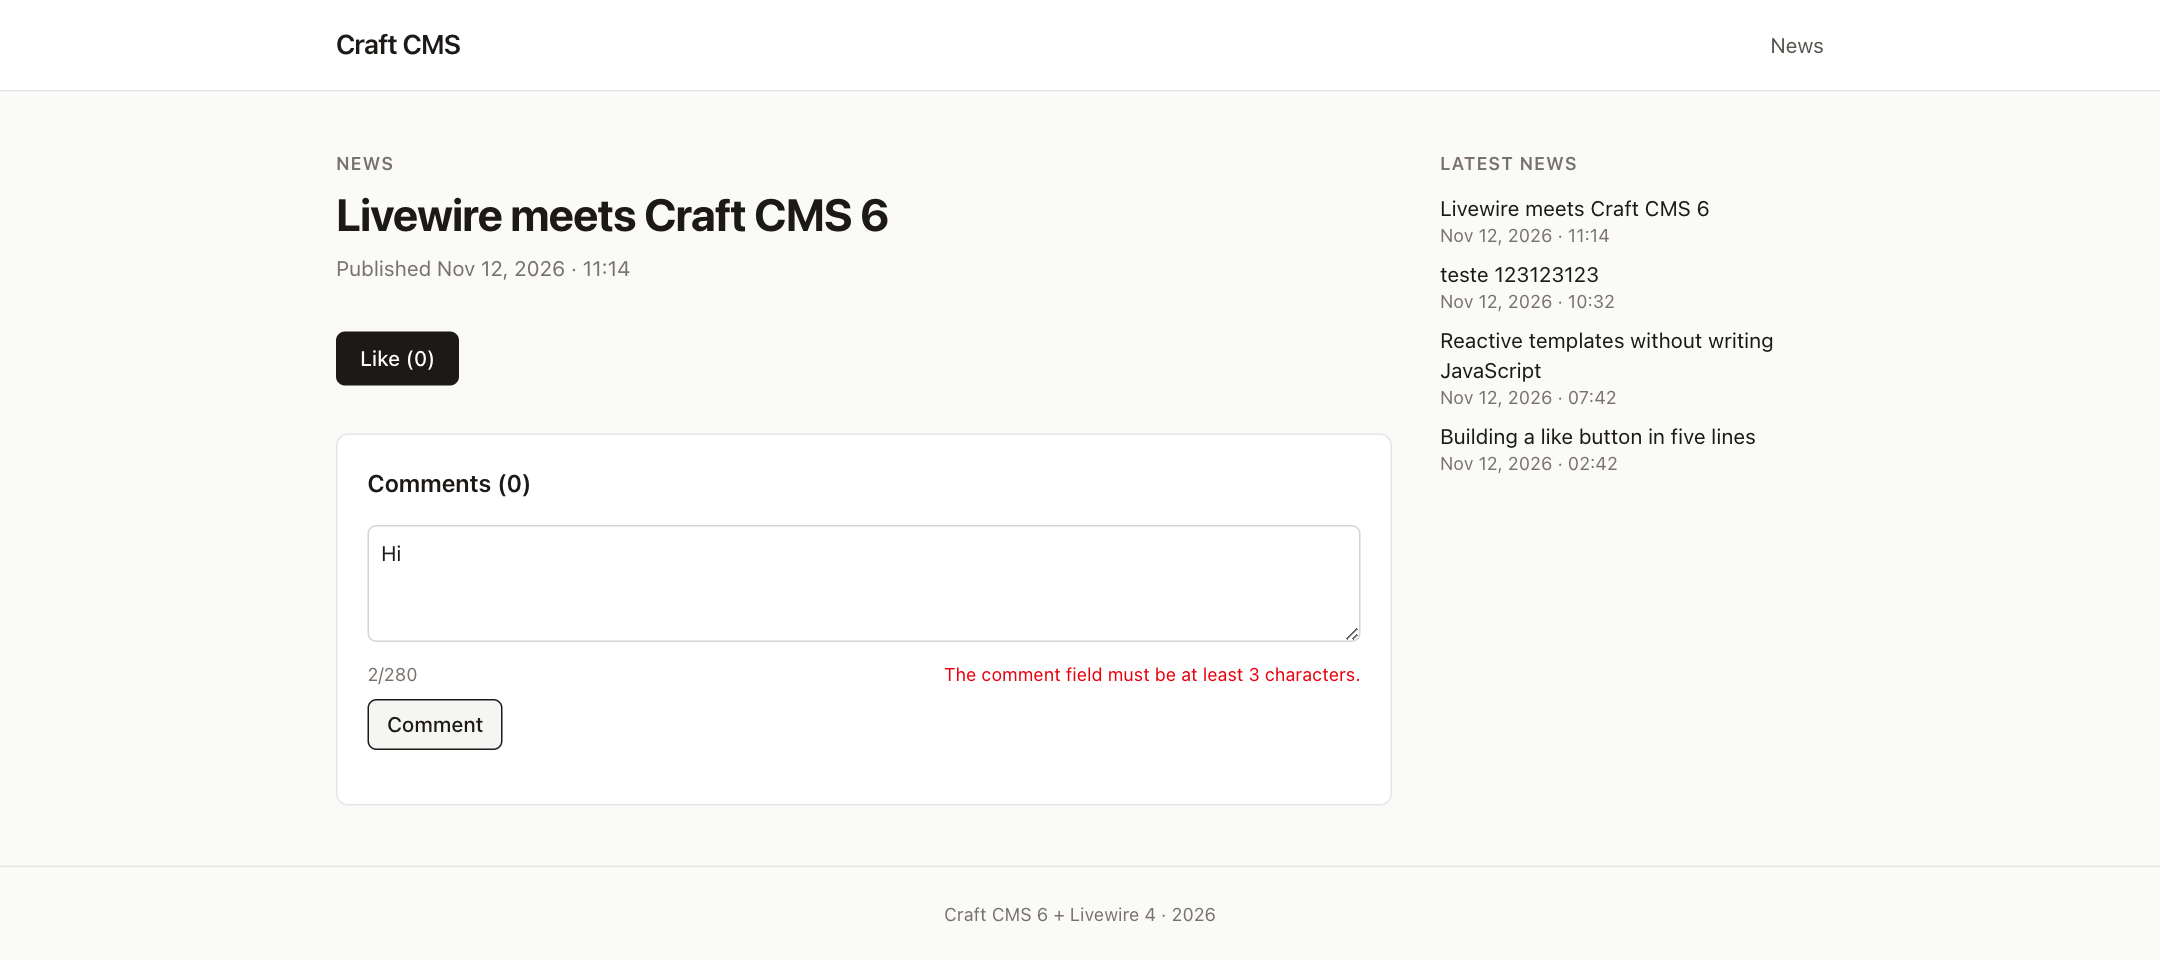 Craft CMS
News
NEWS
Livewire meets Craft CMS 6
Published Nov 12, 2026 · 11:14
Like (0)
Comments (0)
Hi
2/280
The comment field must be at least 3 characters.
Comment
LATEST NEWS
Livewire meets Craft CMS 6
Nov 12, 2026 · 11:14
teste 123123123
Nov 12, 2026 · 10:32
Reactive templates without writing
JavaScript
Nov 12, 2026 · 07:42
Building a like button in five lines
Nov 12, 2026 · 02:42
Craft CMS 6 + Livewire 4 · 2026